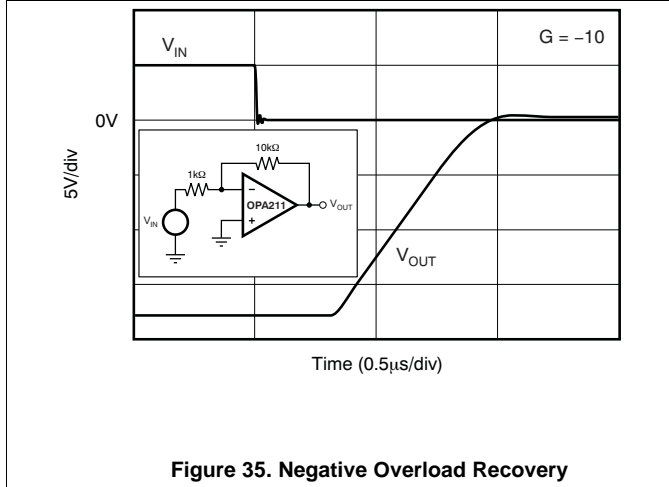 V_IN
G = −10
0V
5V/div
10kΩ
1kΩ
−
OPA211
+
V_IN
V_OUT
V_OUT
Time (0.5μs/div)
Figure 35. Negative Overload Recovery